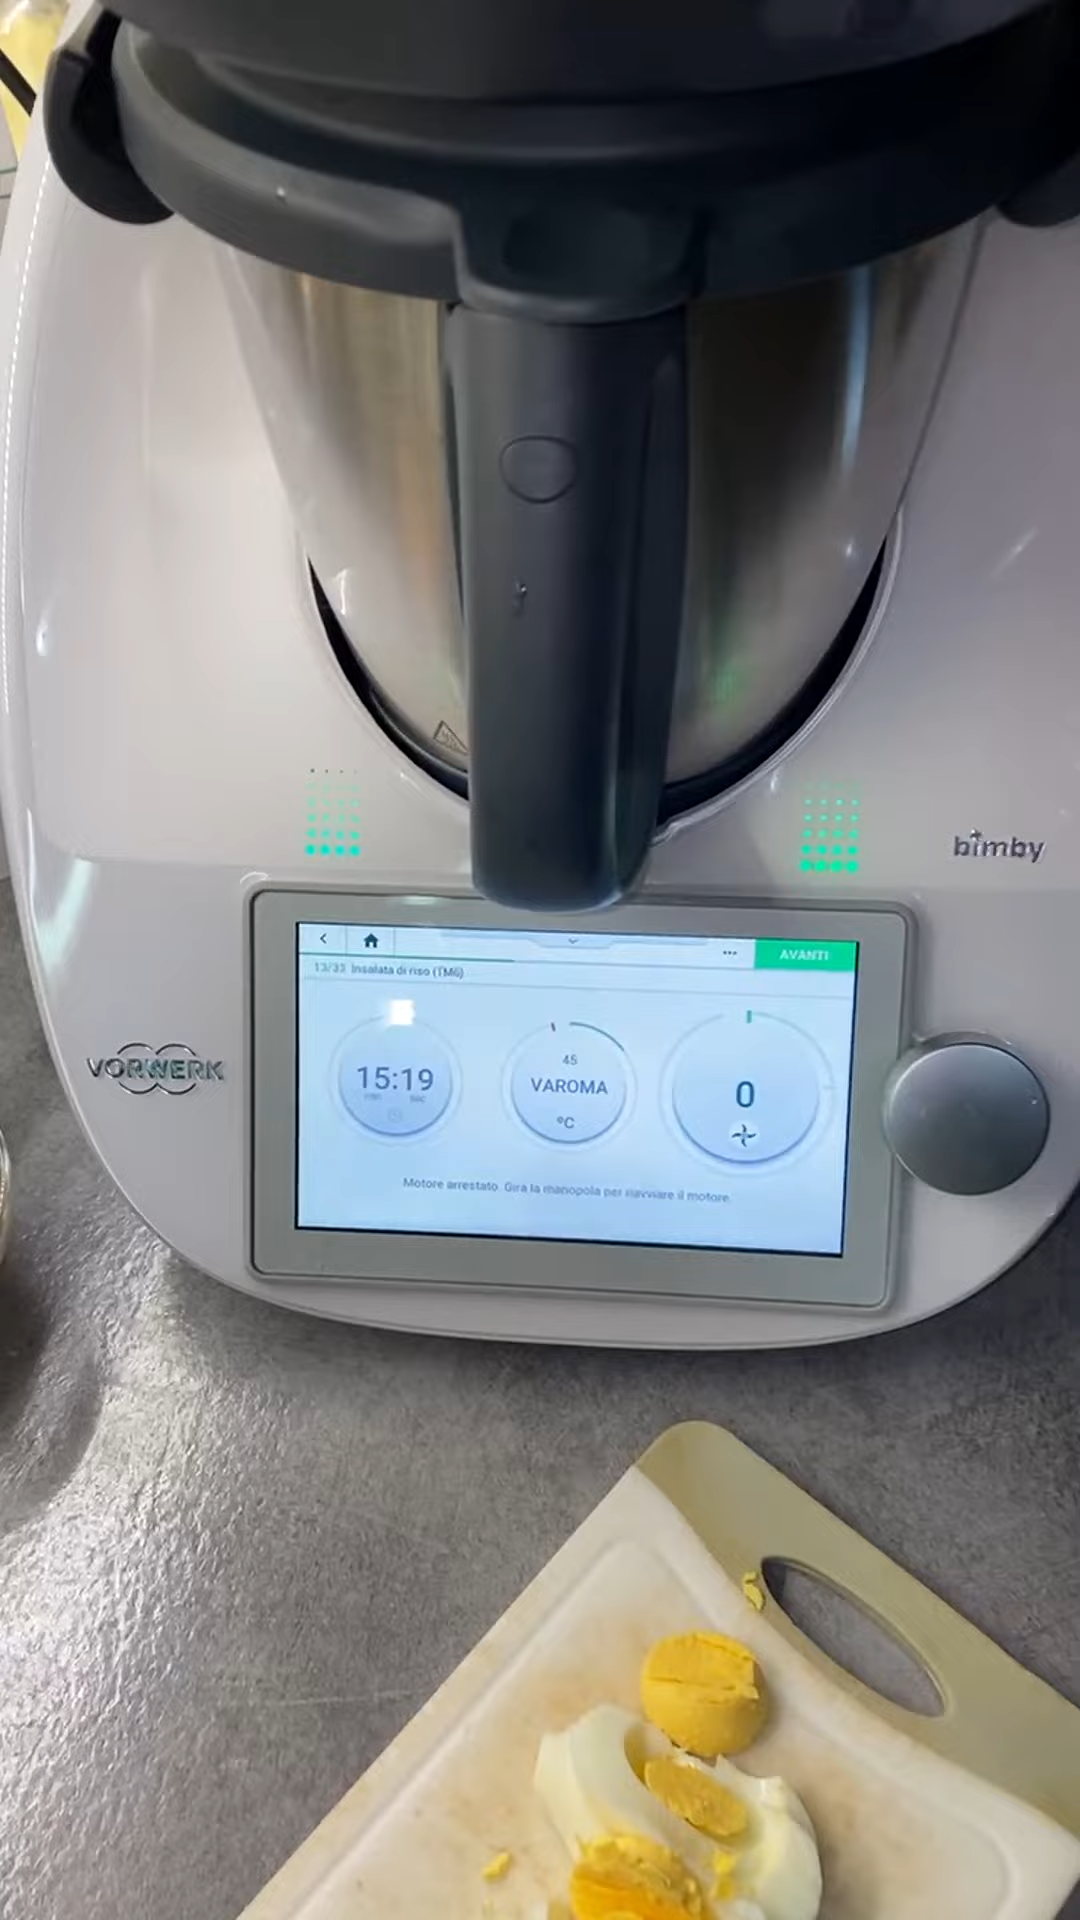 bimby
AVANTI
13/33 Insalata di riso (TM6)
15:19
45
VAROMA
°C
0
Motore arrestato. Gira la manopola per riavviare il motore.
VORWERK